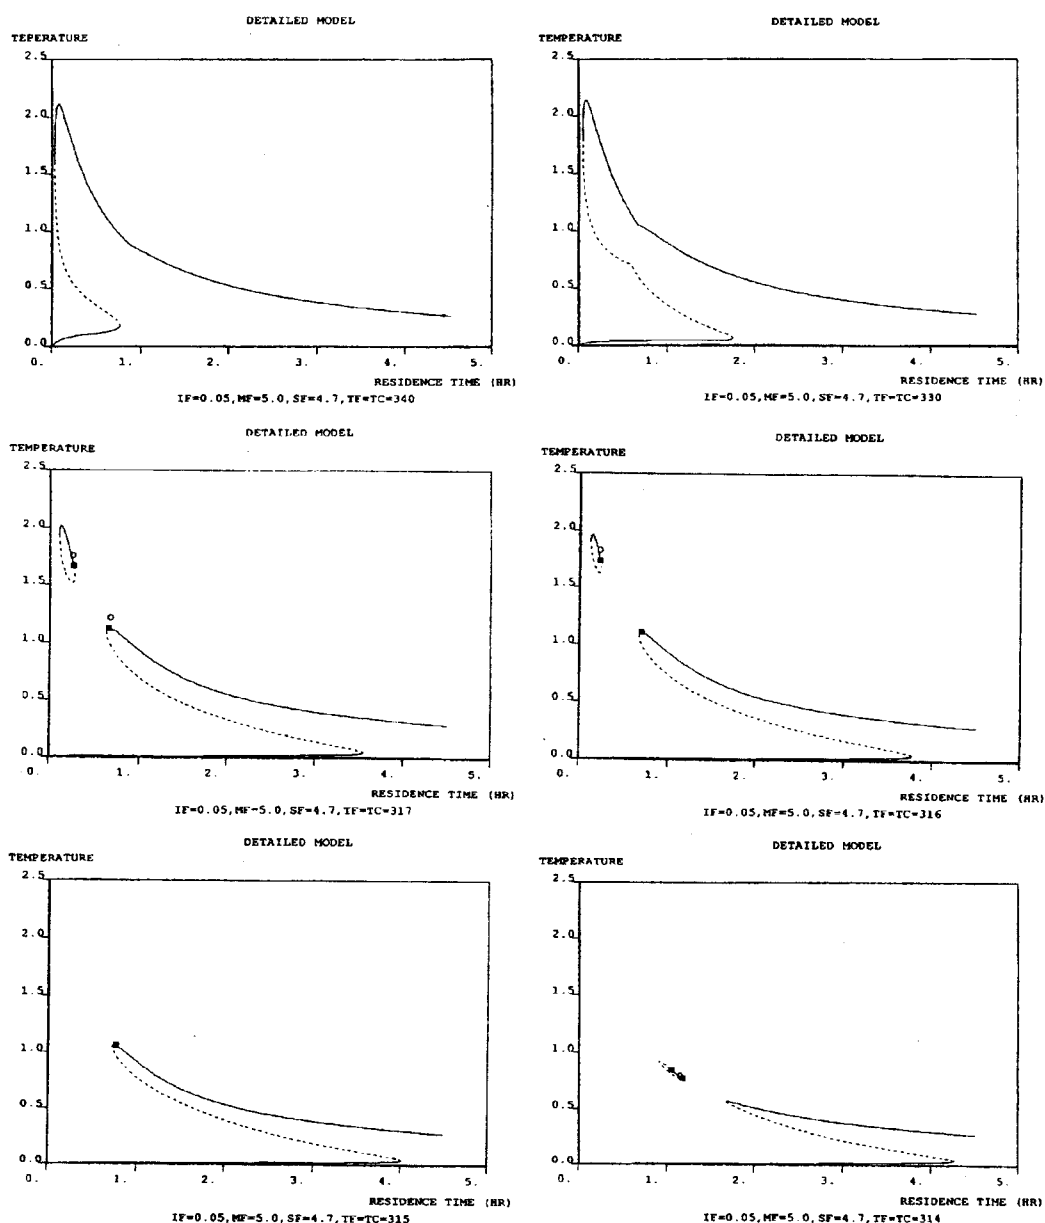 DETAILED MODEL
TEPERATURE
2.5
2.0
1.5
1.0
0.5
0.0
0. 1. 2. 3. 4. 5.
RESIDENCE TIME (HR)
IF=0.05,MF=5.0,SF=4.7,TF=TC=340
DETAILED MODEL
TEMPERATURE
2.5
2.0
1.5
1.0
0.5
0.0
0. 1. 2. 3. 4. 5.
RESIDENCE TIME (HR)
IF=0.05,MF=5.0,SF=4.7,TF=TC=330
DETAILED MODEL
TEMPERATURE
2.5
2.0
1.5
1.0
0.5
0.0
0. 1. 2. 3. 4. 5.
RESIDENCE TIME (HR)
IF=0.05,MF=5.0,SF=4.7,TF=TC=317
DETAILED MODEL
TEMPERATURE
2.5
2.0
1.5
1.0
0.5
0.0
0. 1. 2. 3. 4. 5.
RESIDENCE TIME (HR)
IF=0.05,MF=5.0,SF=4.7,TF=TC=316
DETAILED MODEL
TEMPERATURE
2.5
2.0
1.5
1.0
0.5
0.0
0. 1. 2. 3. 4. 5.
RESIDENCE TIME (HR)
IF=0.05,MF=5.0,SF=4.7,TF=TC=315
DETAILED MODEL
TEMPERATURE
2.5
2.0
1.5
1.0
0.5
0.0
0. 1. 2. 3. 4. 5.
RESIDENCE TIME (HR)
IF=0.05,MF=5.0,SF=4.7,TF=TC=314